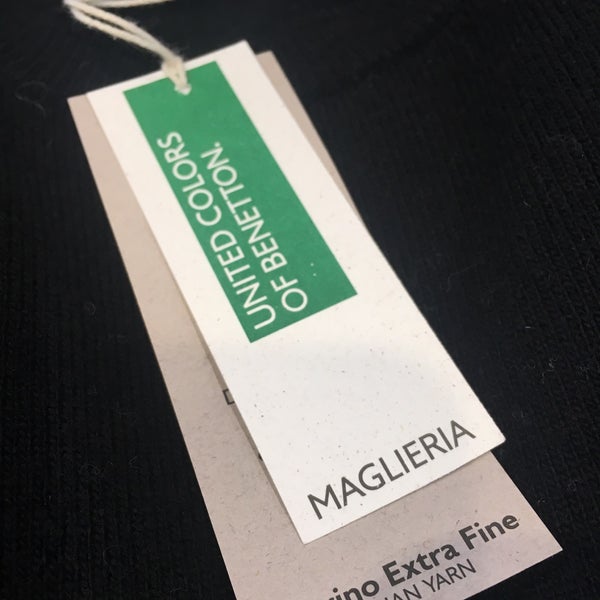 UNITED COLORS
OF BENETTON.
MAGLIERIA
Extra Fine
YARN